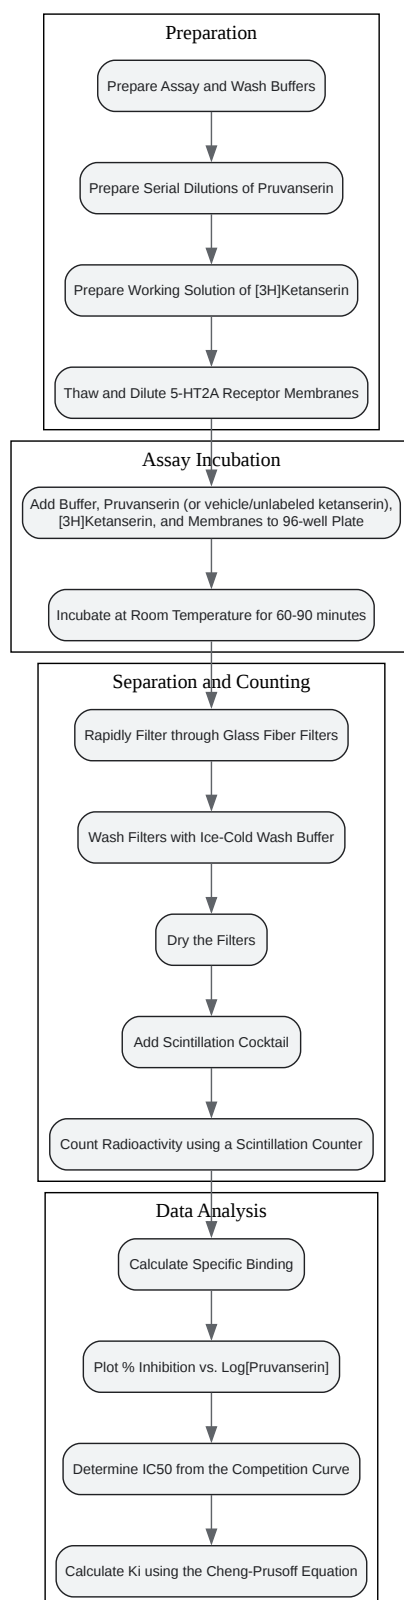 Preparation
Prepare Assay and Wash Buffers
Prepare Serial Dilutions of Pruvanserin
Prepare Working Solution of [3H]Ketanserin
Thaw and Dilute 5-HT2A Receptor Membranes
Assay Incubation
Add Buffer, Pruvanserin (or vehicle/unlabeled ketanserin),
[3H]Ketanserin, and Membranes to 96-well Plate
Incubate at Room Temperature for 60-90 minutes
Separation and Counting
Rapidly Filter through Glass Fiber Filters
Wash Filters with Ice-Cold Wash Buffer
Dry the Filters
Add Scintillation Cocktail
Count Radioactivity using a Scintillation Counter
Data Analysis
Calculate Specific Binding
Plot % Inhibition vs. Log[Pruvanserin]
Determine IC50 from the Competition Curve
Calculate Ki using the Cheng-Prusoff Equation